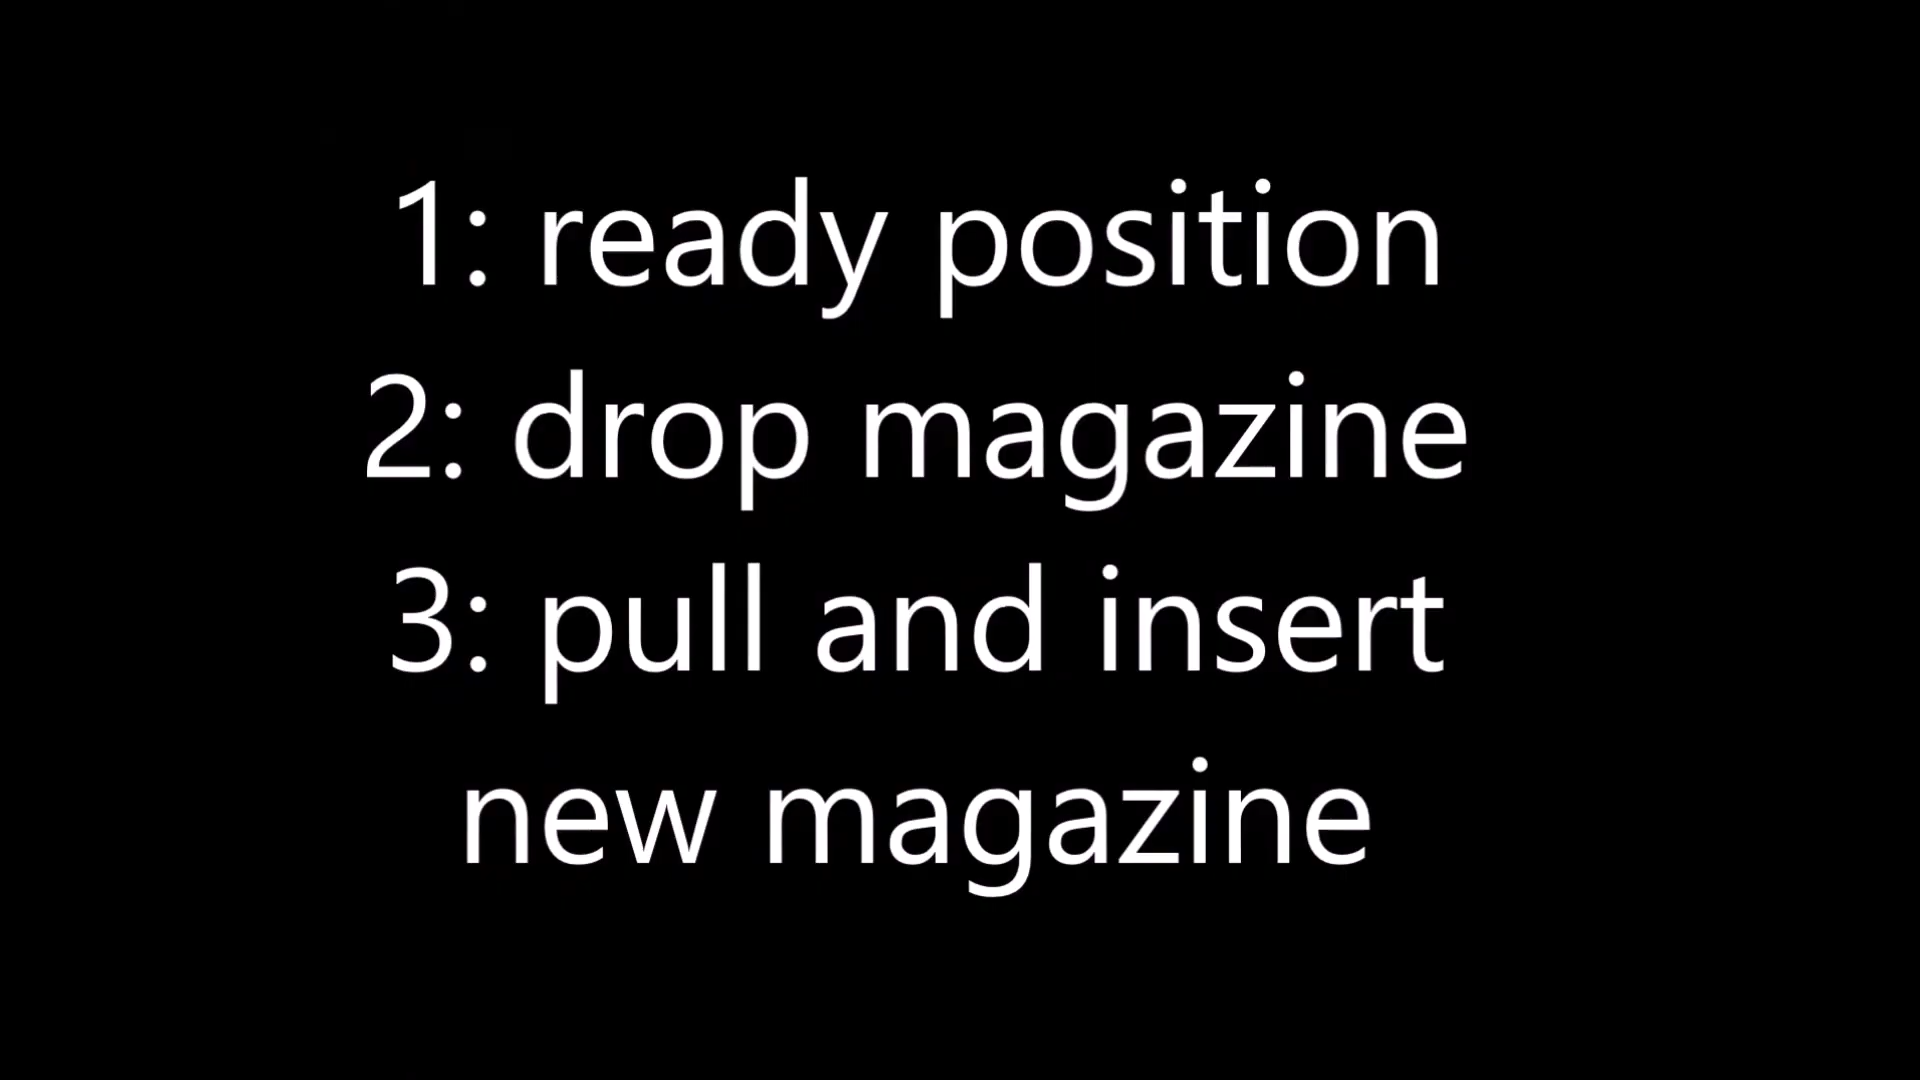 1: ready position
2: drop magazine
3: pull and insert
new magazine